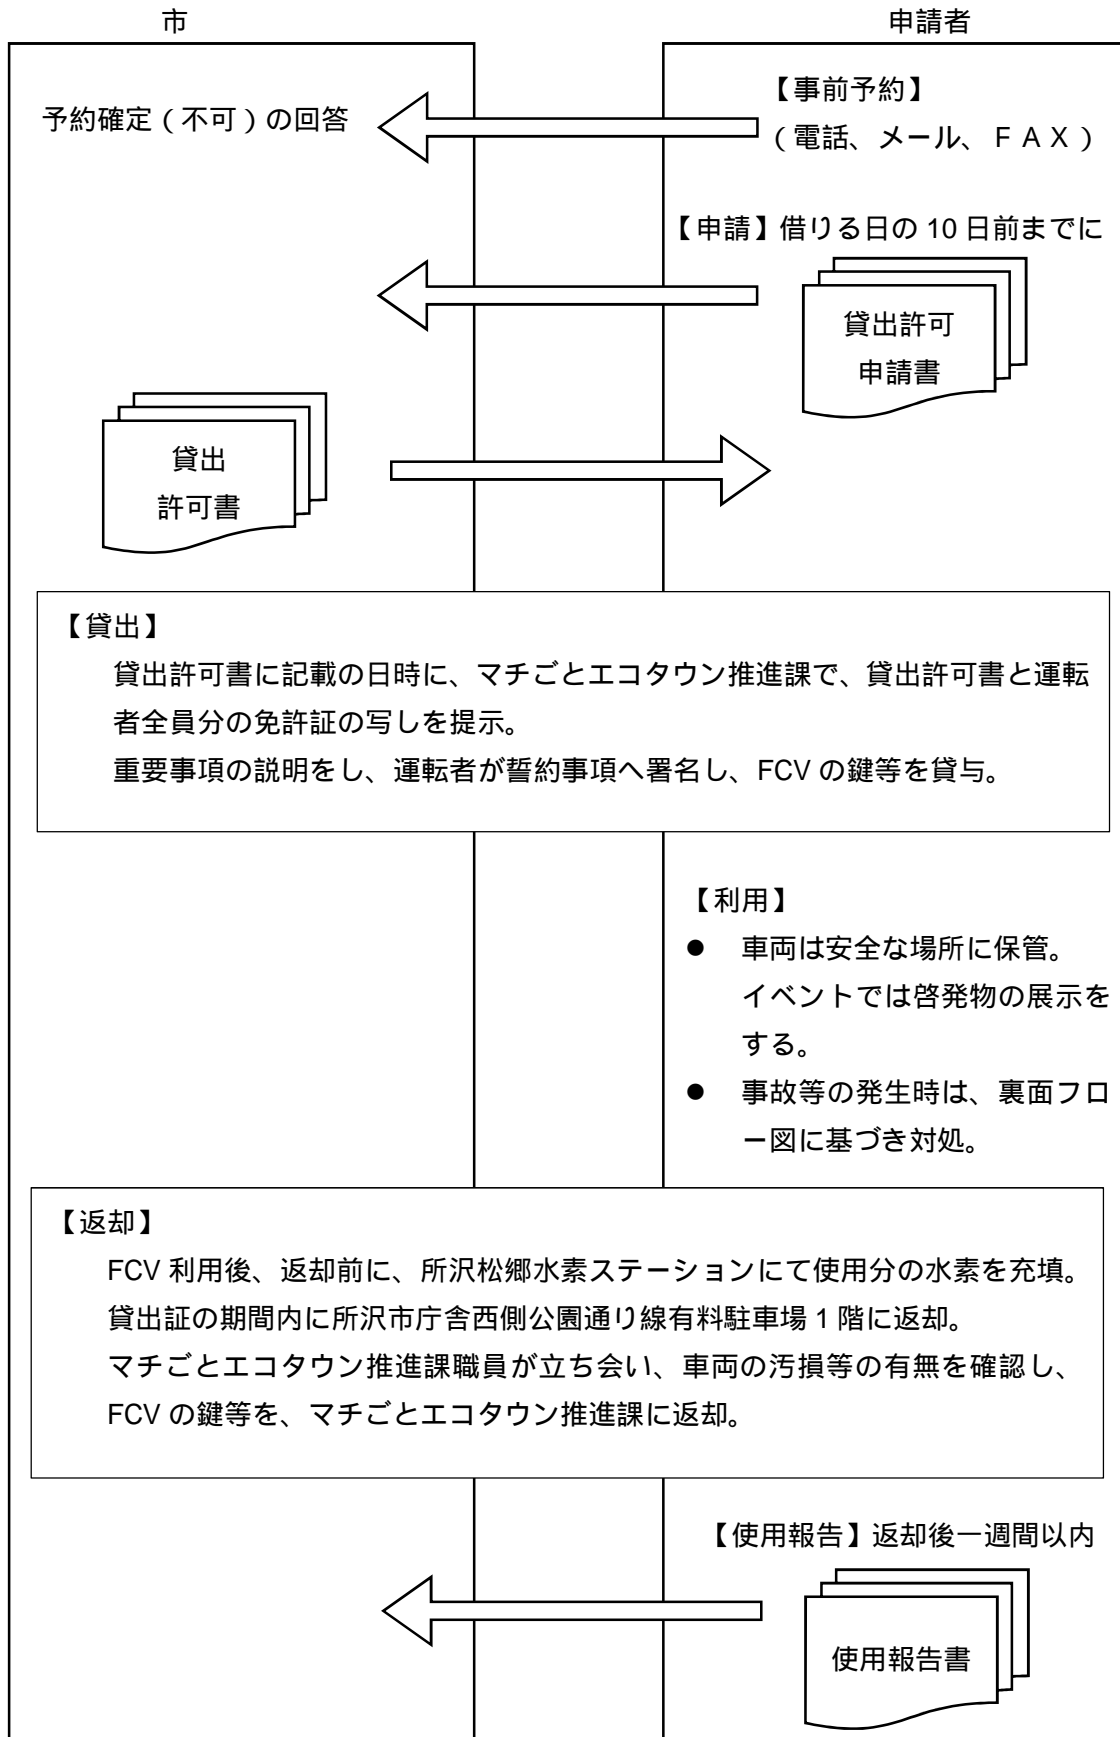 市
申請者
予約確定（不可）の回答
【事前予約】
（電話、メール、ＦＡＸ）
【申請】借りる日の 10 日前までに
貸出許可
申請書
貸出
許可書
【貸出】
貸出許可書に記載の日時に、マチごとエコタウン推進課で、貸出許可書と運転
者全員分の免許証の写しを提示。
重要事項の説明をし、運転者が誓約事項へ署名し、FCV の鍵等を貸与。
【利用】
● 車両は安全な場所に保管。
イベントでは啓発物の展示を
する。
● 事故等の発生時は、裏面フロ
ー図に基づき対処。
【返却】
FCV 利用後、返却前に、所沢松郷水素ステーションにて使用分の水素を充填。
貸出証の期間内に所沢市庁舎西側公園通り線有料駐車場 1 階に返却。
マチごとエコタウン推進課職員が立ち会い、車両の汚損等の有無を確認し、
FCV の鍵等を、マチごとエコタウン推進課に返却。
【使用報告】返却後一週間以内
使用報告書